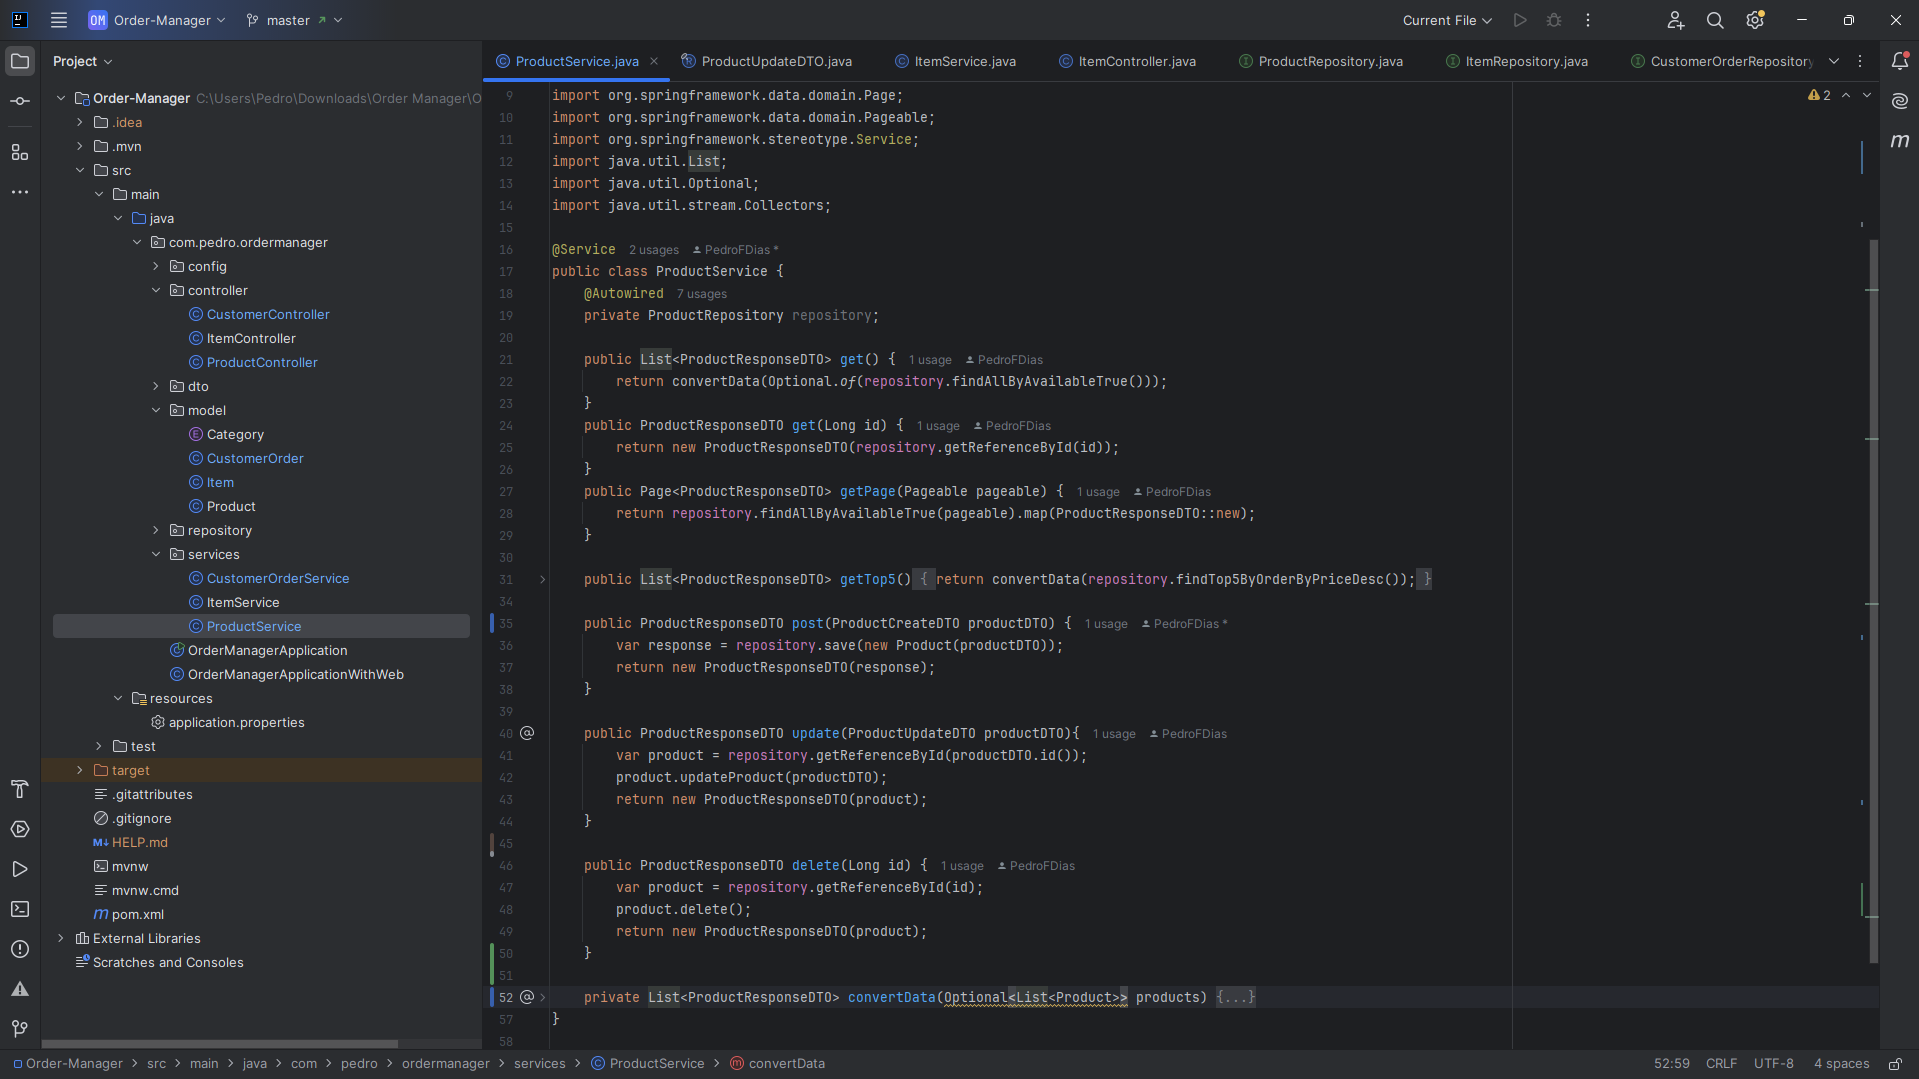 OM Order-Manager master Current File
Project
ProductService.java ProductUpdateDTO.java ItemService.java ItemController.java ProductRepository.java ItemRepository.java CustomerOrderRepository
Order-Manager C:\Users\Pedro\Downloads\Order Manager\O
.idea
.mvn
src
main
java
com.pedro.ordermanager
config
controller
CustomerController
ItemController
ProductController
dto
model
Category
CustomerOrder
Item
Product
repository
services
CustomerOrderService
ItemService
ProductService
OrderManagerApplication
OrderManagerApplicationWithWeb
resources
application.properties
test
target
.gitattributes
.gitignore
HELP.md
mvnw
mvnw.cmd
pom.xml
External Libraries
Scratches and Consoles
2
9 import org.springframework.data.domain.Page;
10 import org.springframework.data.domain.Pageable;
11 import org.springframework.stereotype.Service;
12 import java.util.List;
13 import java.util.Optional;
14 import java.util.stream.Collectors;
15
16 @Service 2 usages PedroFDias *
17 public class ProductService {
18 @Autowired 7 usages
19 private ProductRepository repository;
20
21 public List<ProductResponseDTO> get() { 1 usage PedroFDias
22 return convertData(Optional.of(repository.findAllByAvailableTrue()));
23 }
24 public ProductResponseDTO get(Long id) { 1 usage PedroFDias
25 return new ProductResponseDTO(repository.getReferenceById(id));
26 }
27 public Page<ProductResponseDTO> getPage(Pageable pageable) { 1 usage PedroFDias
28 return repository.findAllByAvailableTrue(pageable).map(ProductResponseDTO::new);
29 }
30
31 public List<ProductResponseDTO> getTop5() { return convertData(repository.findTop5ByOrderByPriceDesc()); }
34
35 public ProductResponseDTO post(ProductCreateDTO productDTO) { 1 usage PedroFDias *
36 var response = repository.save(new Product(productDTO));
37 return new ProductResponseDTO(response);
38 }
39
40 public ProductResponseDTO update(ProductUpdateDTO productDTO){ 1 usage PedroFDias
41 var product = repository.getReferenceById(productDTO.id());
42 product.updateProduct(productDTO);
43 return new ProductResponseDTO(product);
44 }
45
46 public ProductResponseDTO delete(Long id) { 1 usage PedroFDias
47 var product = repository.getReferenceById(id);
48 product.delete();
49 return new ProductResponseDTO(product);
50 }
51
52 private List<ProductResponseDTO> convertData(Optional<List<Product>> products) {...}
57 }
58
Order-Manager > src > main > java > com > pedro > ordermanager > services > ProductService > convertData 52:59 CRLF UTF-8 4 spaces